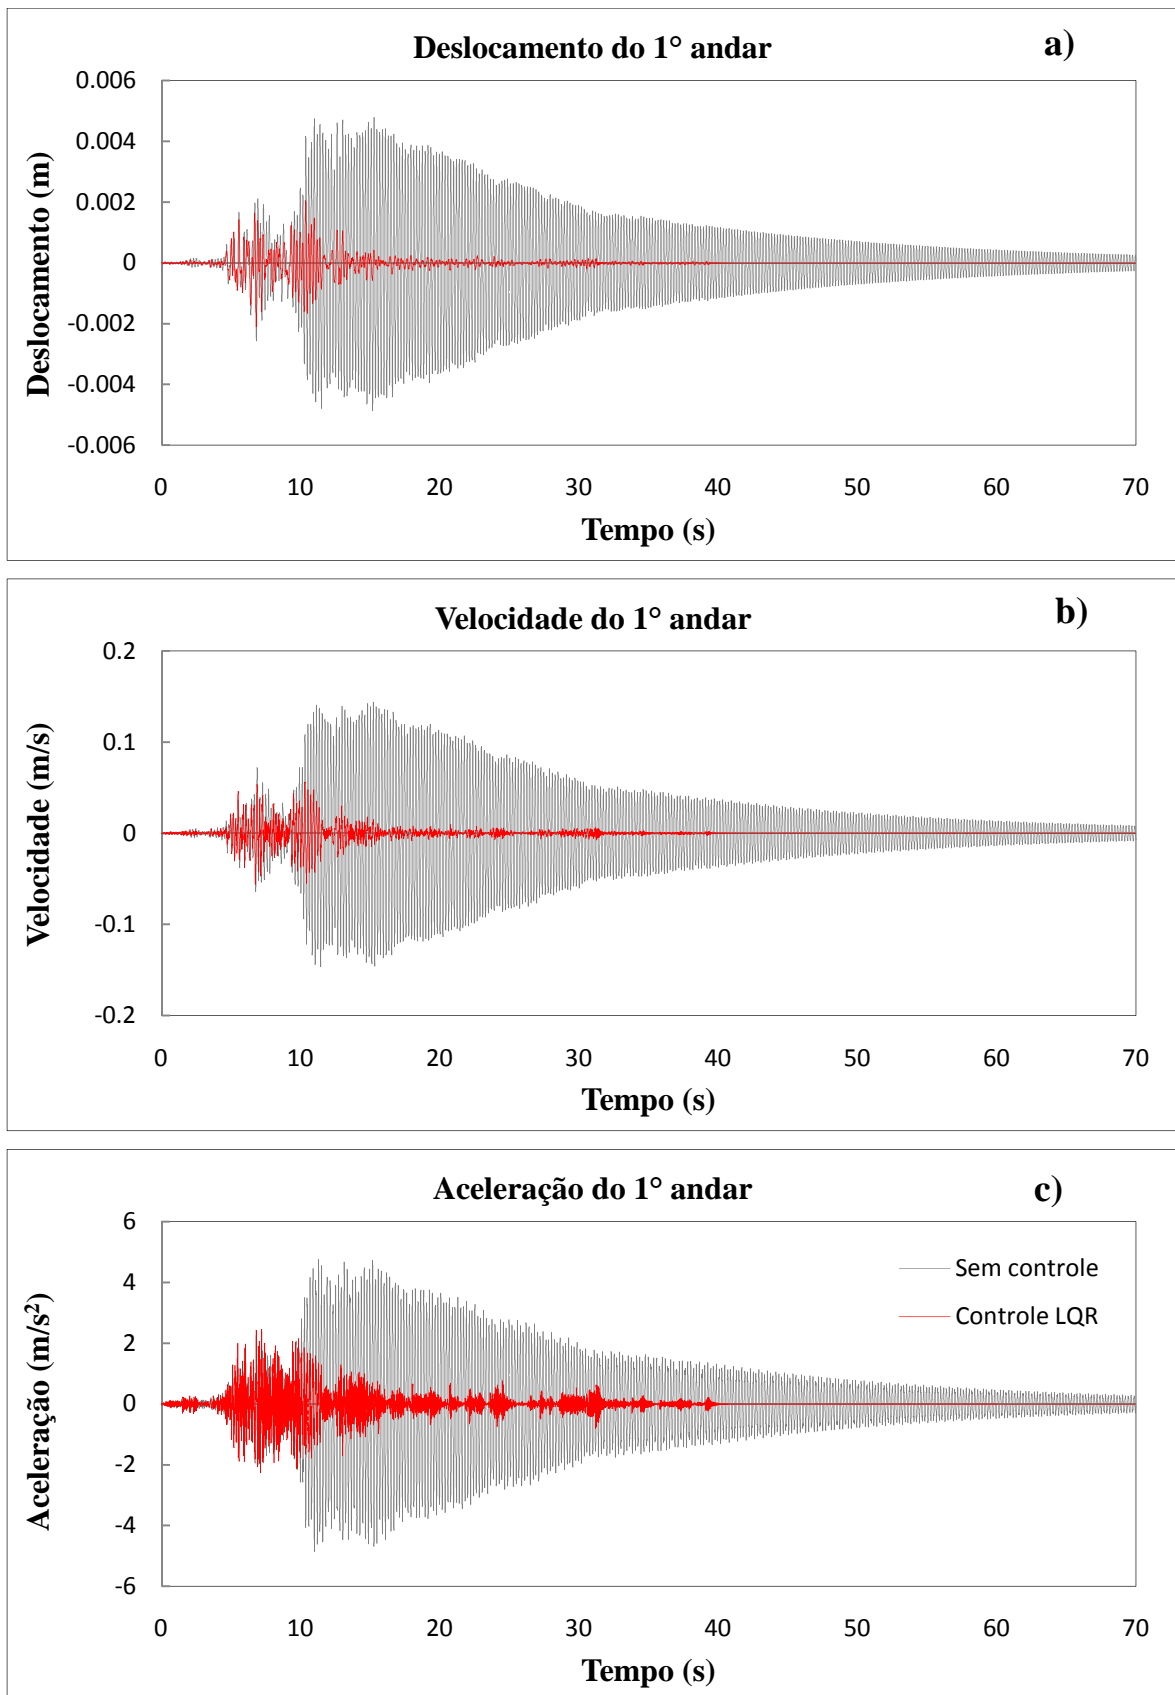 Deslocamento do 1° andar
a)
0.006
0.004
0.002
0
-0.002
-0.004
-0.006
Deslocamento (m)
0 10 20 30 40 50 60 70
Tempo (s)
Velocidade do 1° andar
b)
0.2
0.1
0
-0.1
-0.2
Velocidade (m/s)
0 10 20 30 40 50 60 70
Tempo (s)
Aceleração do 1° andar
c)
6
4
2
0
-2
-4
-6
Aceleração (m/s²)
Sem controle
Controle LQR
0 10 20 30 40 50 60 70
Tempo (s)